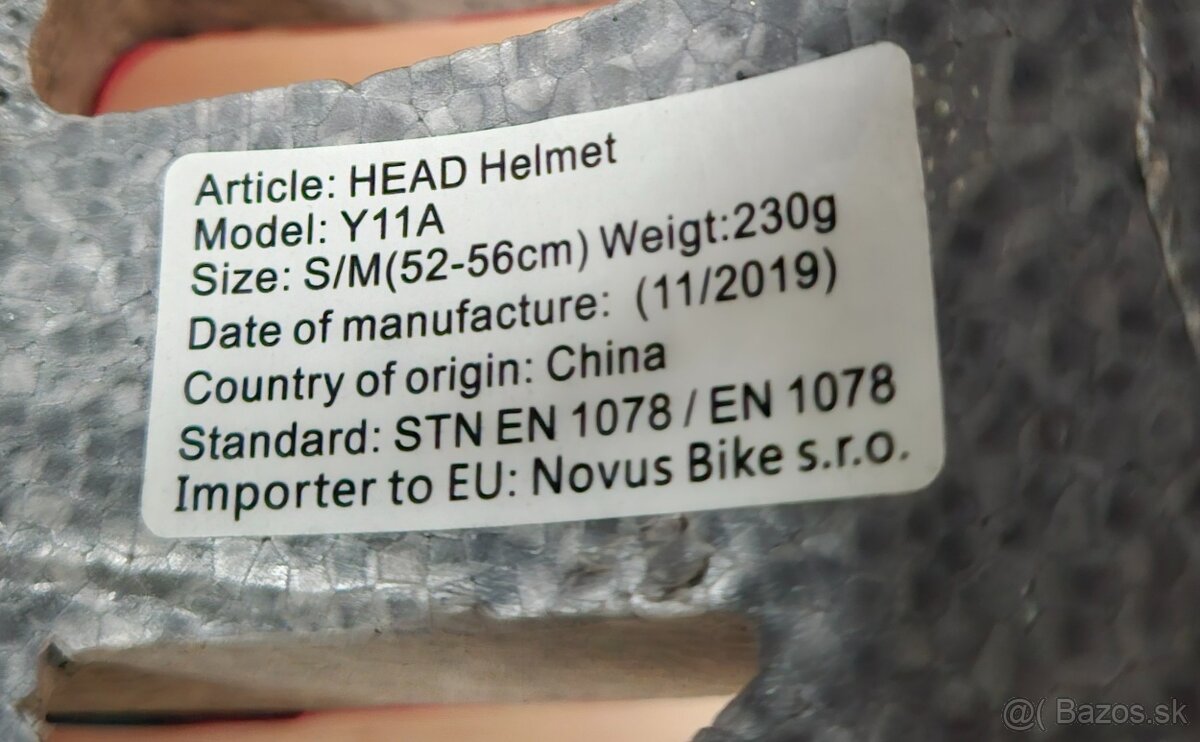 Article: HEAD Helmet
Model: Y11A
Size: S/M(52-56cm) Weigt:230g
Date of manufacture: (11/2019)
Country of origin: China
Standard: STN EN 1078 / EN 1078
Importer to EU: Novus Bike s.r.o.
@( Bazos.sk